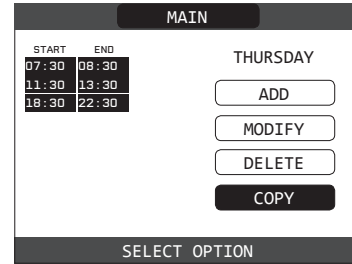 MAIN
START END
07:30 08:30
11:30 13:30
18:30 22:30
THURSDAY
ADD
MODIFY
DELETE
COPY
SELECT OPTION